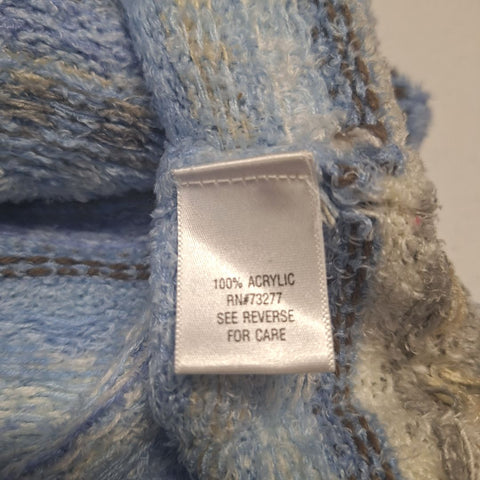 100% ACRYLIC
RN#73277
SEE REVERSE
FOR CARE